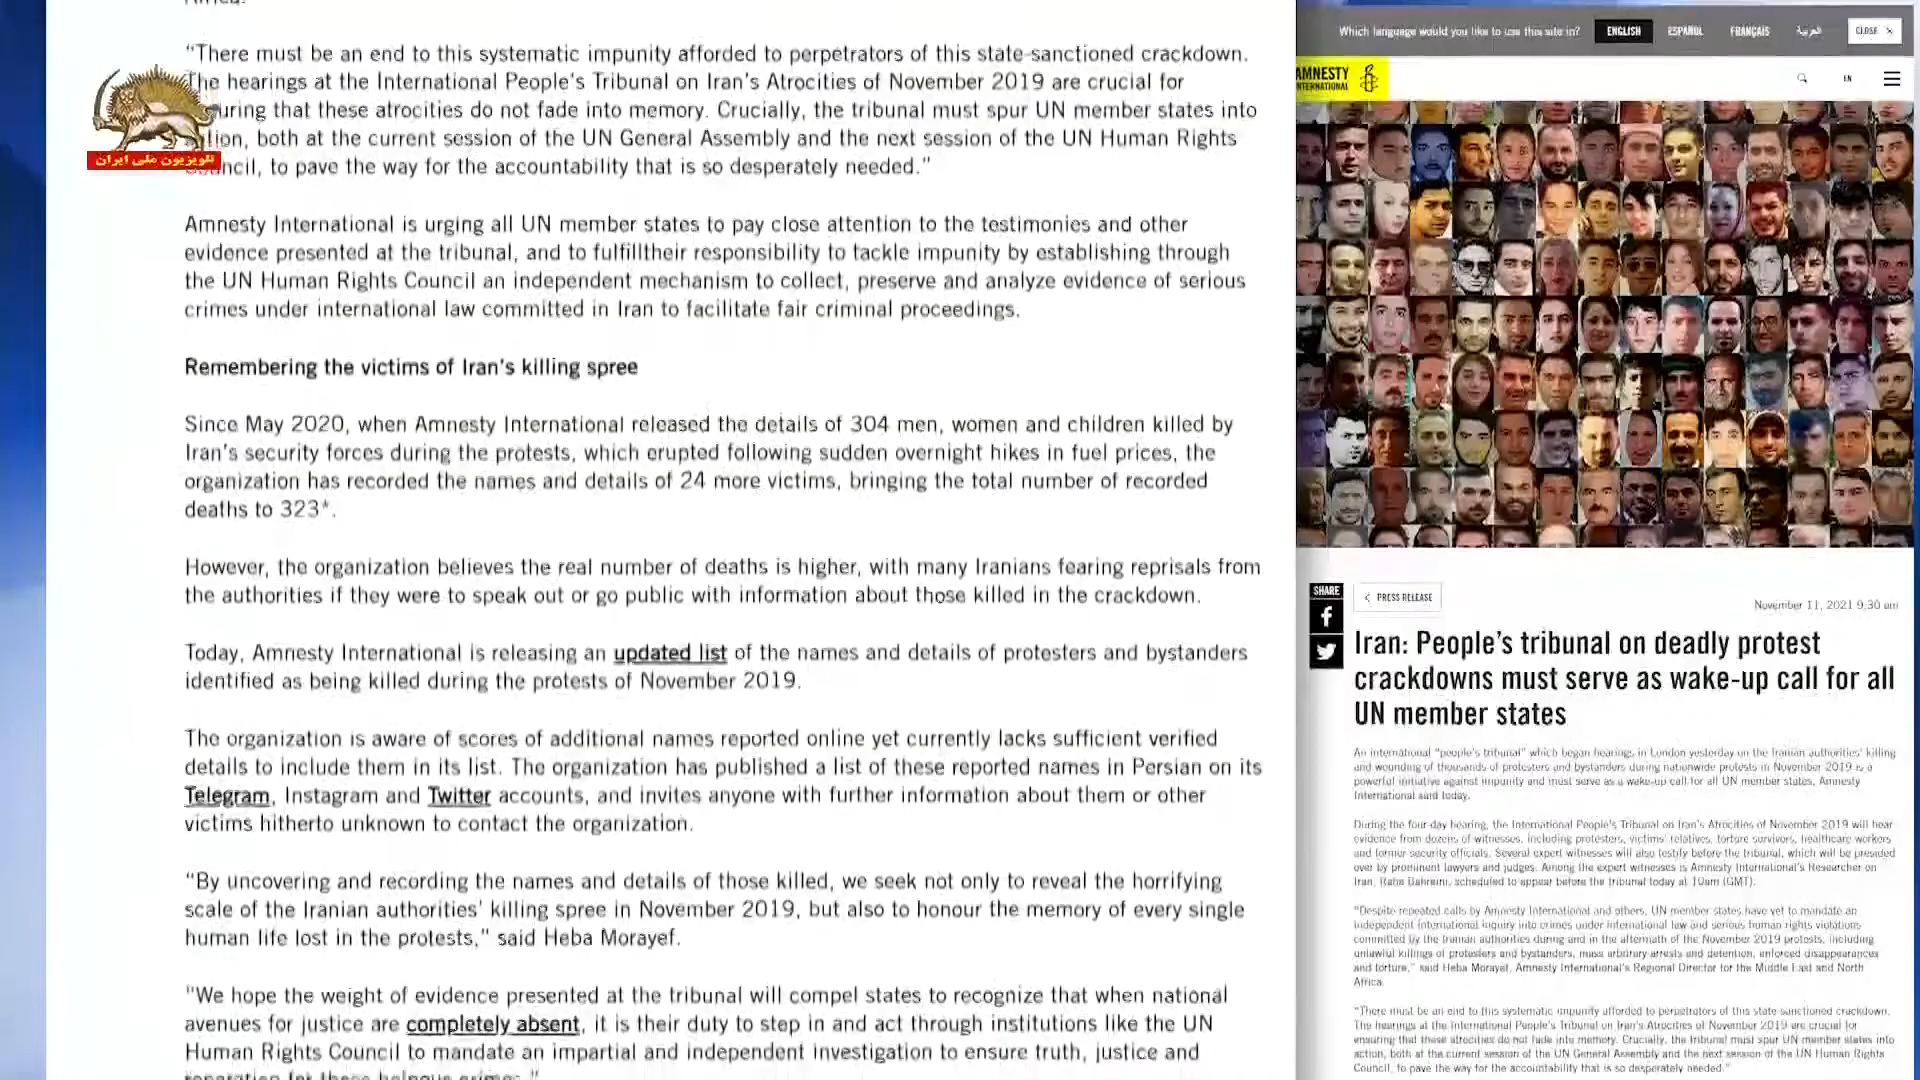 "There must be an end to this systematic impunity afforded to perpetrators of this state-sanctioned crackdown.
The hearings at the International People's Tribunal on Iran's Atrocities of November 2019 are crucial for
uring that these atrocities do not fade into memory. Crucially, the tribunal must spur UN member states into
tion, both at the current session of the UN General Assembly and the next session of the UN Human Rights
ncil, to pave the way for the accountability that is so desperately needed."
تلویزیون ملی ایران
Amnesty International is urging all UN member states to pay close attention to the testimonies and other
evidence presented at the tribunal, and to fulfilltheir responsibility to tackle impunity by establishing through
the UN Human Rights Council an independent mechanism to collect, preserve and analyze evidence of serious
crimes under international law committed in Iran to facilitate fair criminal proceedings.
Remembering the victims of Iran's killing spree
Since May 2020, when Amnesty International released the details of 304 men, women and children killed by
Iran's security forces during the protests, which erupted following sudden overnight hikes in fuel prices, the
organization has recorded the names and details of 24 more victims, bringing the total number of recorded
deaths to 323*.
However, the organization believes the real number of deaths is higher, with many Iranians fearing reprisals from
the authorities if they were to speak out or go public with information about those killed in the crackdown.
Today, Amnesty International is releasing an updated list of the names and details of protesters and bystanders
identified as being killed during the protests of November 2019.
The organization is aware of scores of additional names reported online yet currently lacks sufficient verified
details to include them in its list. The organization has published a list of these reported names in Persian on its
Telegram, Instagram and Twitter accounts, and invites anyone with further information about them or other
victims hitherto unknown to contact the organization.
"By uncovering and recording the names and details of those killed, we seek not only to reveal the horrifying
scale of the Iranian authorities' killing spree in November 2019, but also to honour the memory of every single
human life lost in the protests," said Heba Morayef.
"We hope the weight of evidence presented at the tribunal will compel states to recognize that when national
avenues for justice are completely absent, it is their duty to step in and act through institutions like the UN
Human Rights Council to mandate an impartial and independent investigation to ensure truth, justice and
Which language would you like to use this site in? ENGLISH ESPAÑOL FRANÇAIS العربية CLOSE X
AMNESTY
INTERNATIONAL
EN
SHARE
PRESS RELEASE
November 11, 2021 9:30 am
Iran: People's tribunal on deadly protest
crackdowns must serve as wake-up call for all
UN member states
An international "people's tribunal" which began hearings in London yesterday on the Iranian authorities' killing
and wounding of thousands of protesters and bystanders during nationwide protests in November 2019 is a
powerful initiative against impunity and must serve as a wake-up call for all UN member states, Amnesty
International said today.
During the four-day hearing, the International People's Tribunal on Iran's Atrocities of November 2019 will hear
evidence from dozens of witnesses, including protesters, victims' relatives, torture survivors, healthcare workers
and former security officials. Several expert witnesses will also testify before the tribunal, which will be presided
over by prominent lawyers and judges. Among the expert witnesses is Amnesty International's Researcher on
Iran, Raha Bahreini, scheduled to appear before the tribunal today at 10am (GMT).
"Despite repeated calls by Amnesty International and others, UN member states have yet to mandate an
independent international inquiry into crimes under international law and serious human rights violations
committed by the Iranian authorities during and in the aftermath of the November 2019 protests, including
unlawful killings of protesters and bystanders, mass arbitrary arrests and detention, enforced disappearances
and torture," said Heba Morayef, Amnesty International's Regional Director for the Middle East and North
Africa.
"There must be an end to this systematic impunity afforded to perpetrators of this state-sanctioned crackdown.
The hearings at the International People's Tribunal on Iran's Atrocities of November 2019 are crucial for
ensuring that these atrocities do not fade into memory. Crucially, the tribunal must spur UN member states into
action, both at the current session of the UN General Assembly and the next session of the UN Human Rights
Council, to pave the way for the accountability that is so desperately needed."